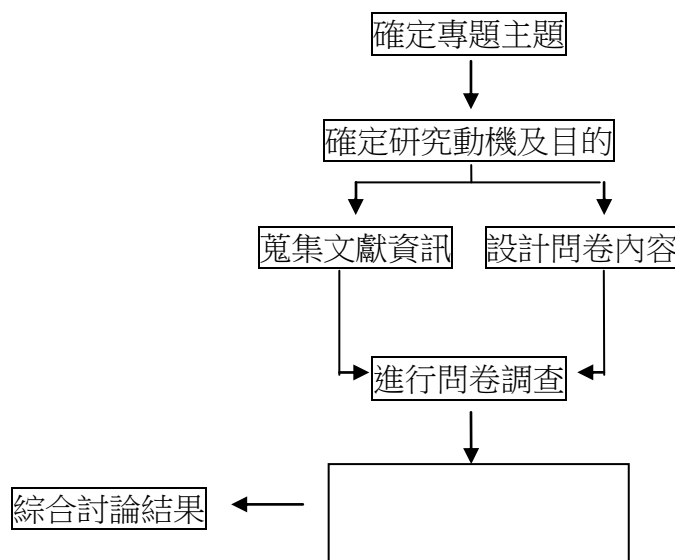 確定專題主題
確定研究動機及目的
蒐集文獻資訊
設計問卷內容
進行問卷調查
綜合討論結果